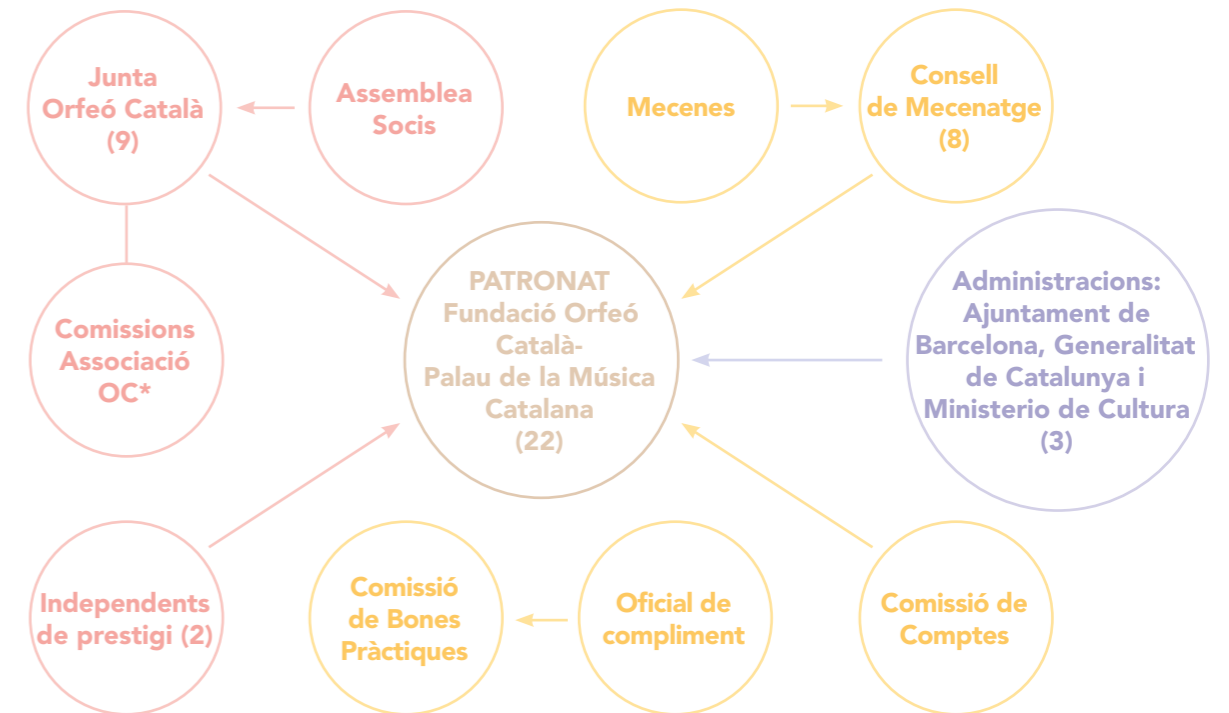 Junta
Orfeó Català
(9)
Assemblea
Socis
Mecenes
Consell
de Mecenatge
(8)
PATRONAT
Fundació Orfeó
Català-
Palau de la Música
Catalana
(22)
Administracions:
Ajuntament de
Barcelona, Generalitat
de Catalunya i
Ministerio de Cultura
(3)
Comissions
Associació
OC*
Independents
de prestigi (2)
Comissió
de Bones
Pràctiques
Oficial de
compliment
Comissió de
Comptes